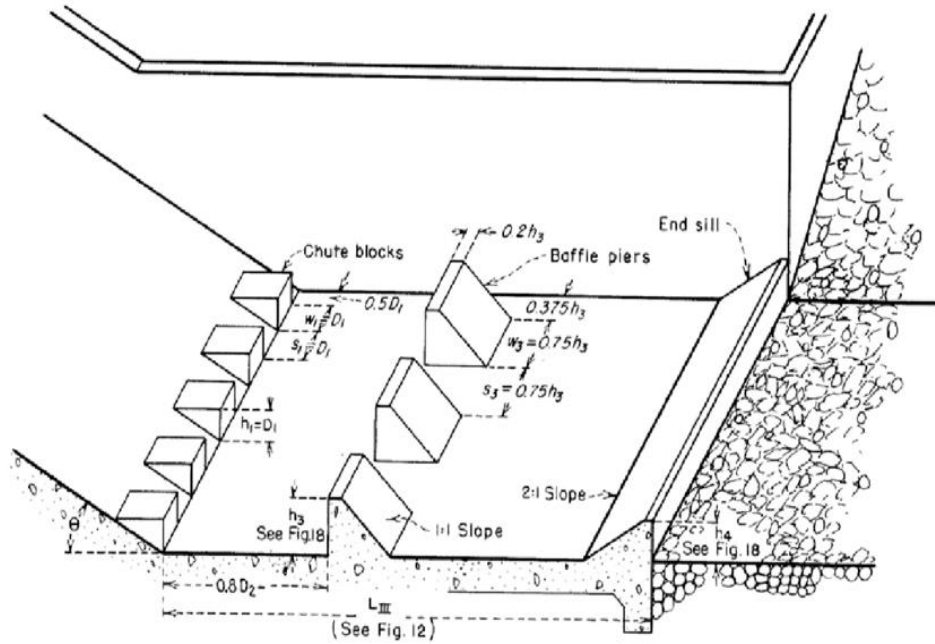 0.2h₃
End sill
Chute blocks
Baffle piers
0.5D₁
0.375h₃
w₁=D₁
w₃=0.75h₃
s₁=D₁
s₃=0.75h₃
h₁=D₁
2:1 Slope
h₃
See Fig.18
1:1 Slope
h₄
See Fig. 18
θ
0.8D₂
L_III
(See Fig. 12)